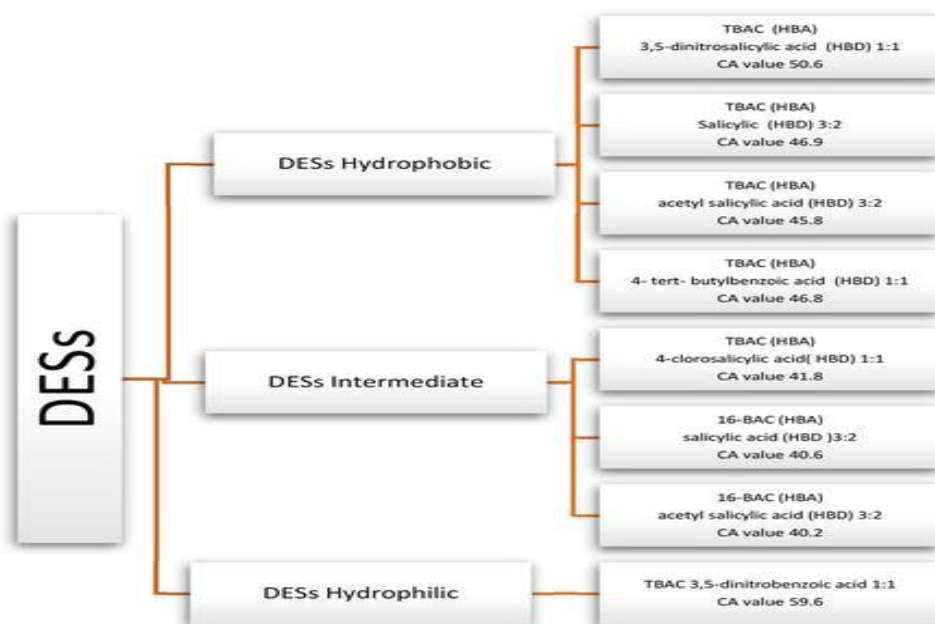 DESs
DESs Hydrophobic
TBAC (HBA)
3,5-dinitrosalicylic acid (HBD) 1:1
CA value 50.6
TBAC (HBA)
Salicylic (HBD) 3:2
CA value 46.9
TBAC (HBA)
acetyl salicylic acid (HBD) 3:2
CA value 45.8
TBAC (HBA)
4- tert- butylbenzoic acid (HBD) 1:1
CA value 46.8
DESs Intermediate
TBAC (HBA)
4-clorosalicylic acid( HBD) 1:1
CA value 41.8
16-BAC (HBA)
salicylic acid (HBD )3:2
CA value 40.6
16-BAC (HBA)
acetyl salicylic acid (HBD) 3:2
CA value 40.2
DESs Hydrophilic
TBAC 3,5-dinitrobenzoic acid 1:1
CA value 59.6